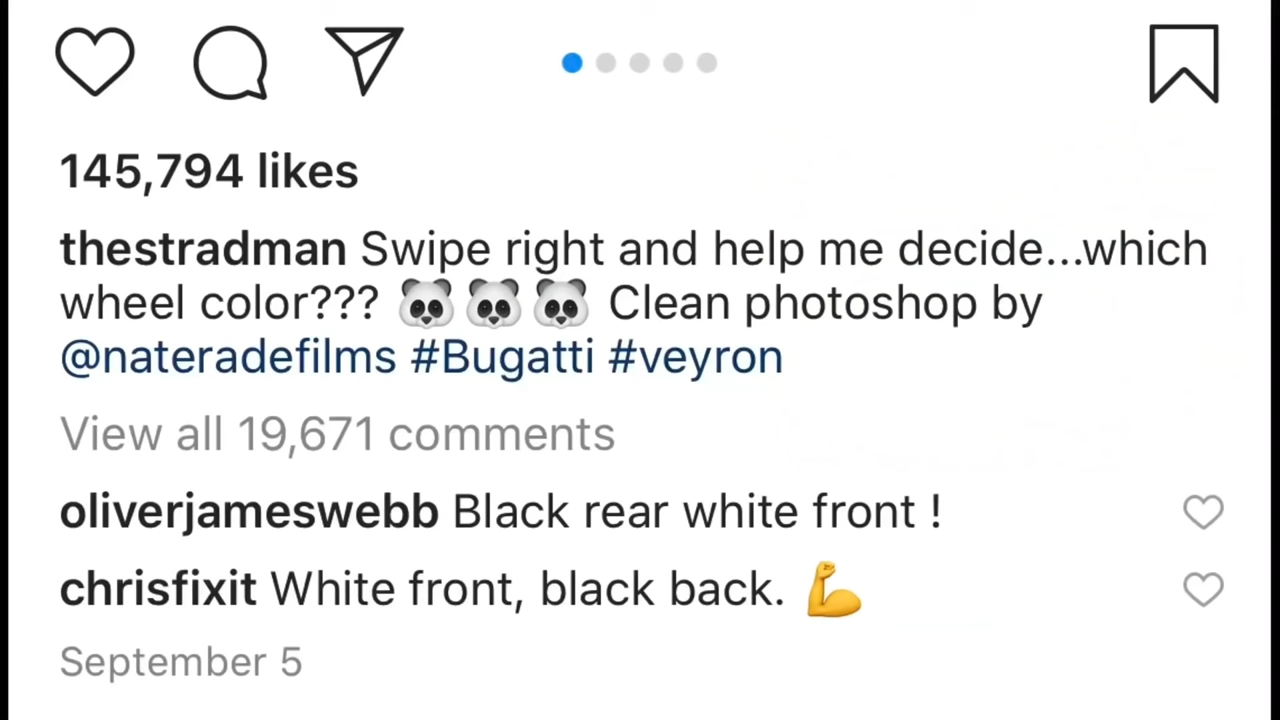 145,794 likes
thestradman Swipe right and help me decide...which
wheel color??? 🐼🐼🐼 Clean photoshop by
@nateradefilms #Bugatti #veyron
View all 19,671 comments
oliverjameswebb Black rear white front !
chrisfixit White front, black back. 💪
September 5